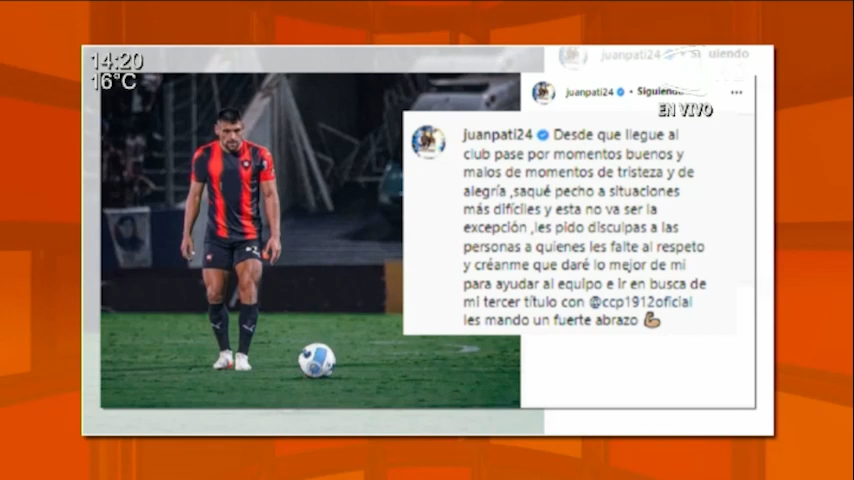 14:20
16°C
juanpati24 • Siguiendo
juanpati24 • Siguiendo
EN VIVO
juanpati24 Desde que llegue al
club pase por momentos buenos y
malos de momentos de tristeza y de
alegría ,saqué pecho a situaciones
más difíciles y esta no va ser la
excepción ,les pido disculpas a las
personas a quienes les falte al respeto
y créanme que daré lo mejor de mi
para ayudar al equipo e ir en busca de
mi tercer título con @ccp1912oficial
les mando un fuerte abrazo 💪🏽